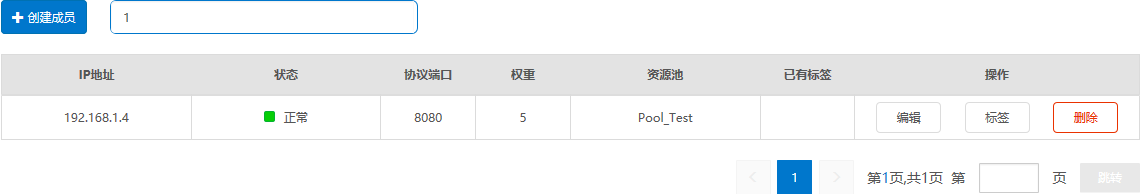 创建成员 1
IP地址 状态 协议端口 权重 资源池 已有标签 操作
192.168.1.4 正常 8080 5 Pool_Test 编辑 标签 删除
1 第1页,共1页 第 页 跳转